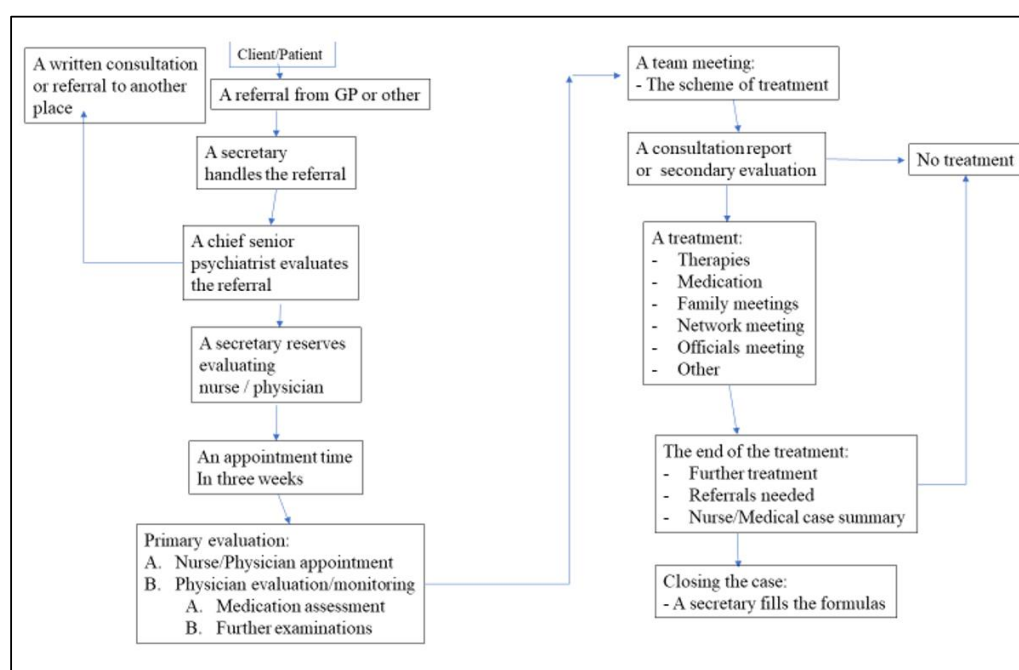 Client/Patient
A written consultation
or referral to another
place
A referral from GP or other
A secretary
handles the referral
A chief senior
psychiatrist evaluates
the referral
A secretary reserves
evaluating
nurse / physician
An appointment time
In three weeks
Primary evaluation:
A. Nurse/Physician appointment
B. Physician evaluation/monitoring
A. Medication assessment
B. Further examinations
A team meeting:
- The scheme of treatment
A consultation report
or secondary evaluation
No treatment
A treatment:
- Therapies
- Medication
- Family meetings
- Network meeting
- Officials meeting
- Other
The end of the treatment:
- Further treatment
- Referrals needed
- Nurse/Medical case summary
Closing the case:
- A secretary fills the formulas